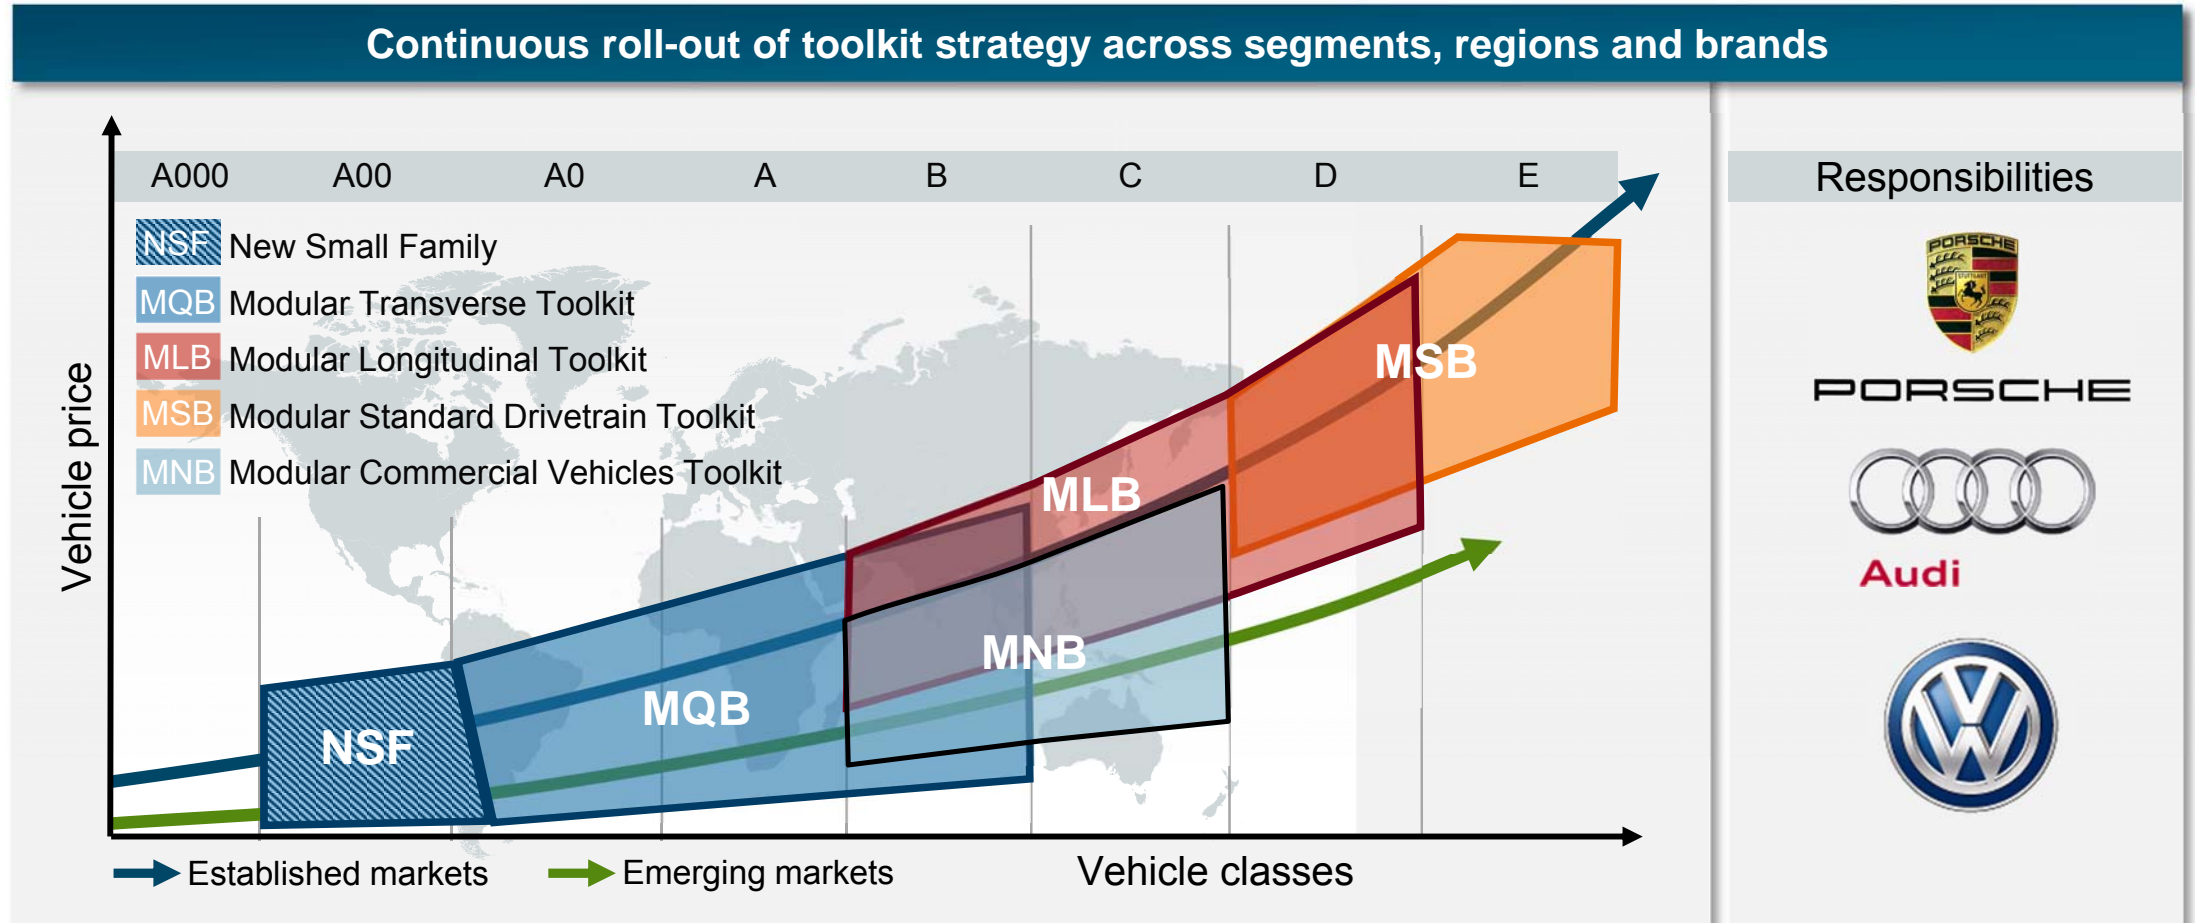 Continuous roll-out of toolkit strategy across segments, regions and brands
A000 A00 A0 A B C D E
NSF New Small Family
MQB Modular Transverse Toolkit
MLB Modular Longitudinal Toolkit
MSB Modular Standard Drivetrain Toolkit
MNB Modular Commercial Vehicles Toolkit
Vehicle price
MSB
MLB
MNB
MQB
NSF
Established markets
Emerging markets
Vehicle classes
Responsibilities
PORSCHE
STUTTGART
PORSCHE
Audi
VW